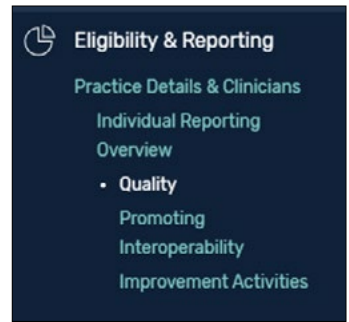 Eligibility & Reporting
Practice Details & Clinicians
Individual Reporting
Overview
• Quality
Promoting
Interoperability
Improvement Activities